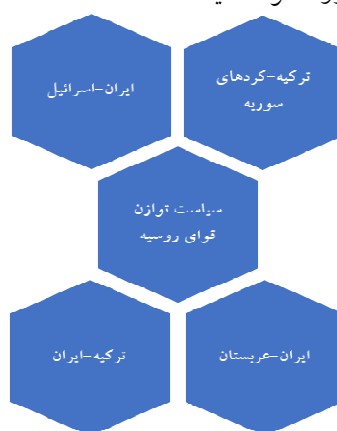 ترکیه-کردهای
سوریه
ایران-اسرائیل
سیاست توازن
قوای روسیه
ایران-عربستان
ترکیه-ایران